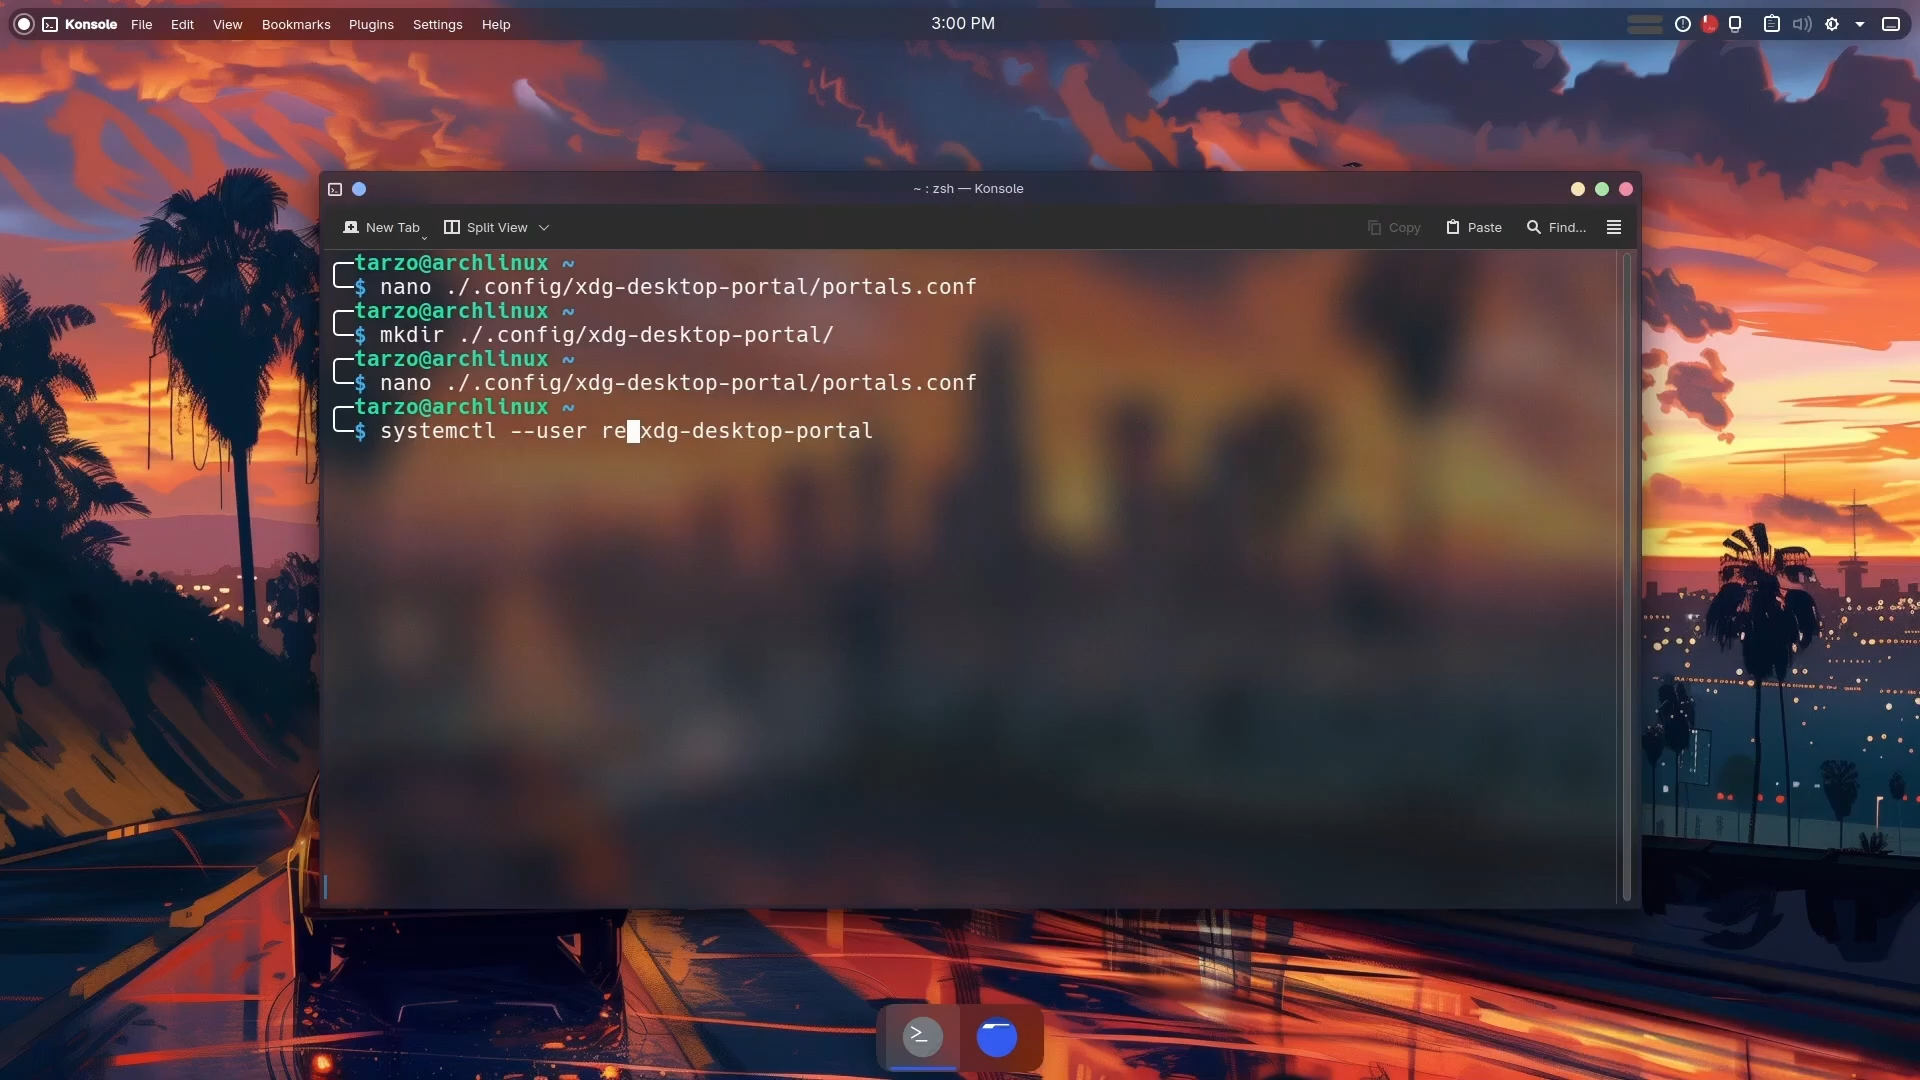 Konsole File Edit View Bookmarks Plugins Settings Help 3:00 PM
~ : zsh — Konsole
New Tab Split View Copy Paste Find...
tarzo@archlinux ~
$ nano ./.config/xdg-desktop-portal/portals.conf
tarzo@archlinux ~
$ mkdir ./.config/xdg-desktop-portal/
tarzo@archlinux ~
$ nano ./.config/xdg-desktop-portal/portals.conf
tarzo@archlinux ~
$ systemctl --user re xdg-desktop-portal